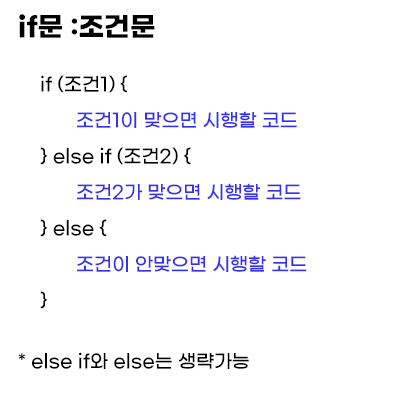 if문 :조건문
if (조건1) {
조건1이 맞으면 시행할 코드
} else if (조건2) {
조건2가 맞으면 시행할 코드
} else {
조건이 안맞으면 시행할 코드
}
* else if와 else는 생략가능